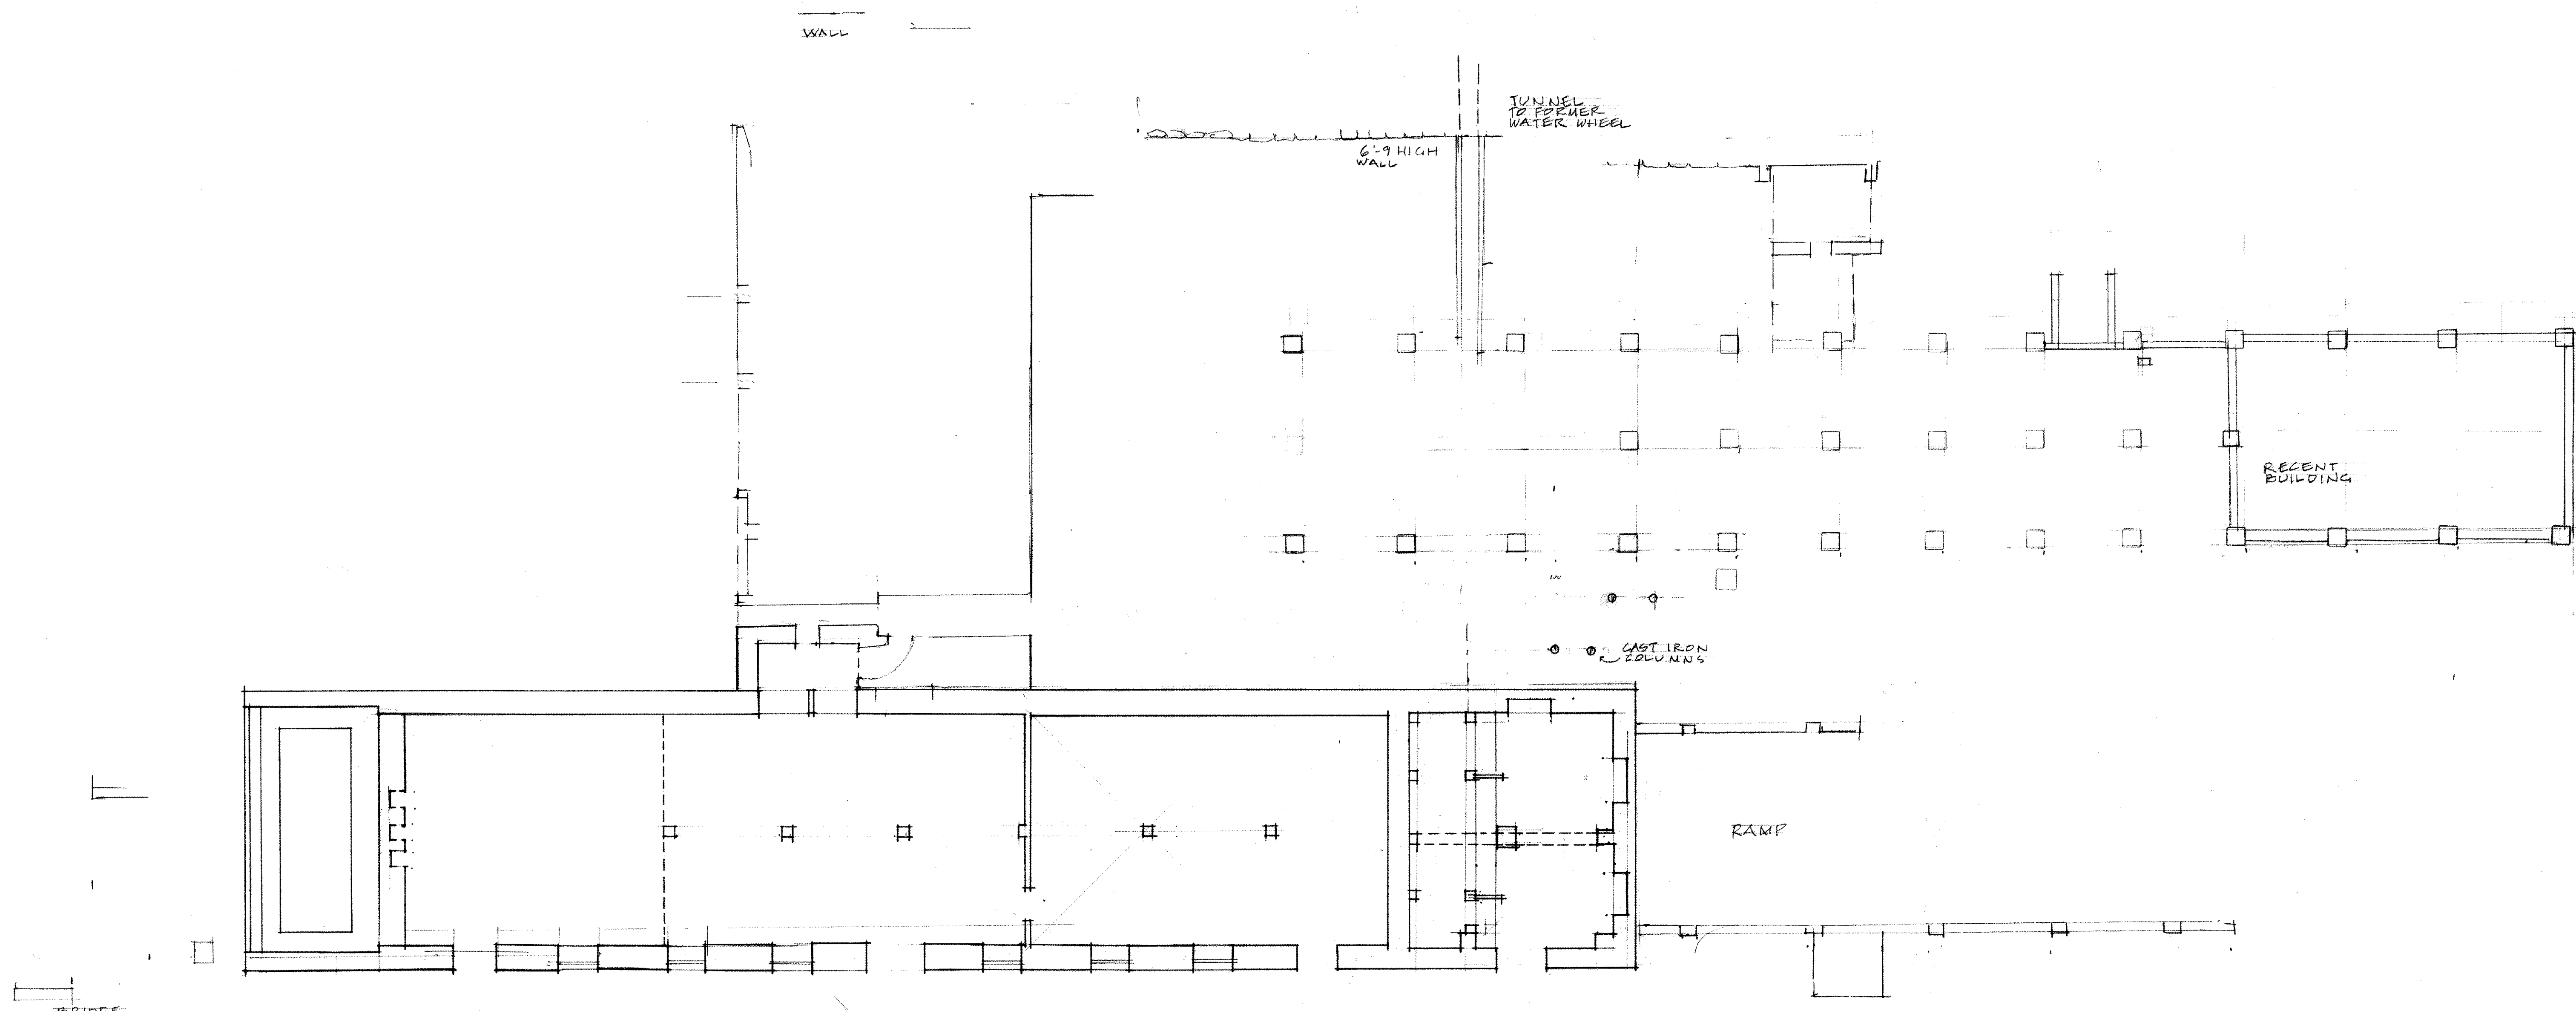 WALL
TUNNEL
TO FORMER
WATER WHEEL
6'-9 HIGH
WALL
RECENT
BUILDING
CAST IRON
COLUMNS
RAMP